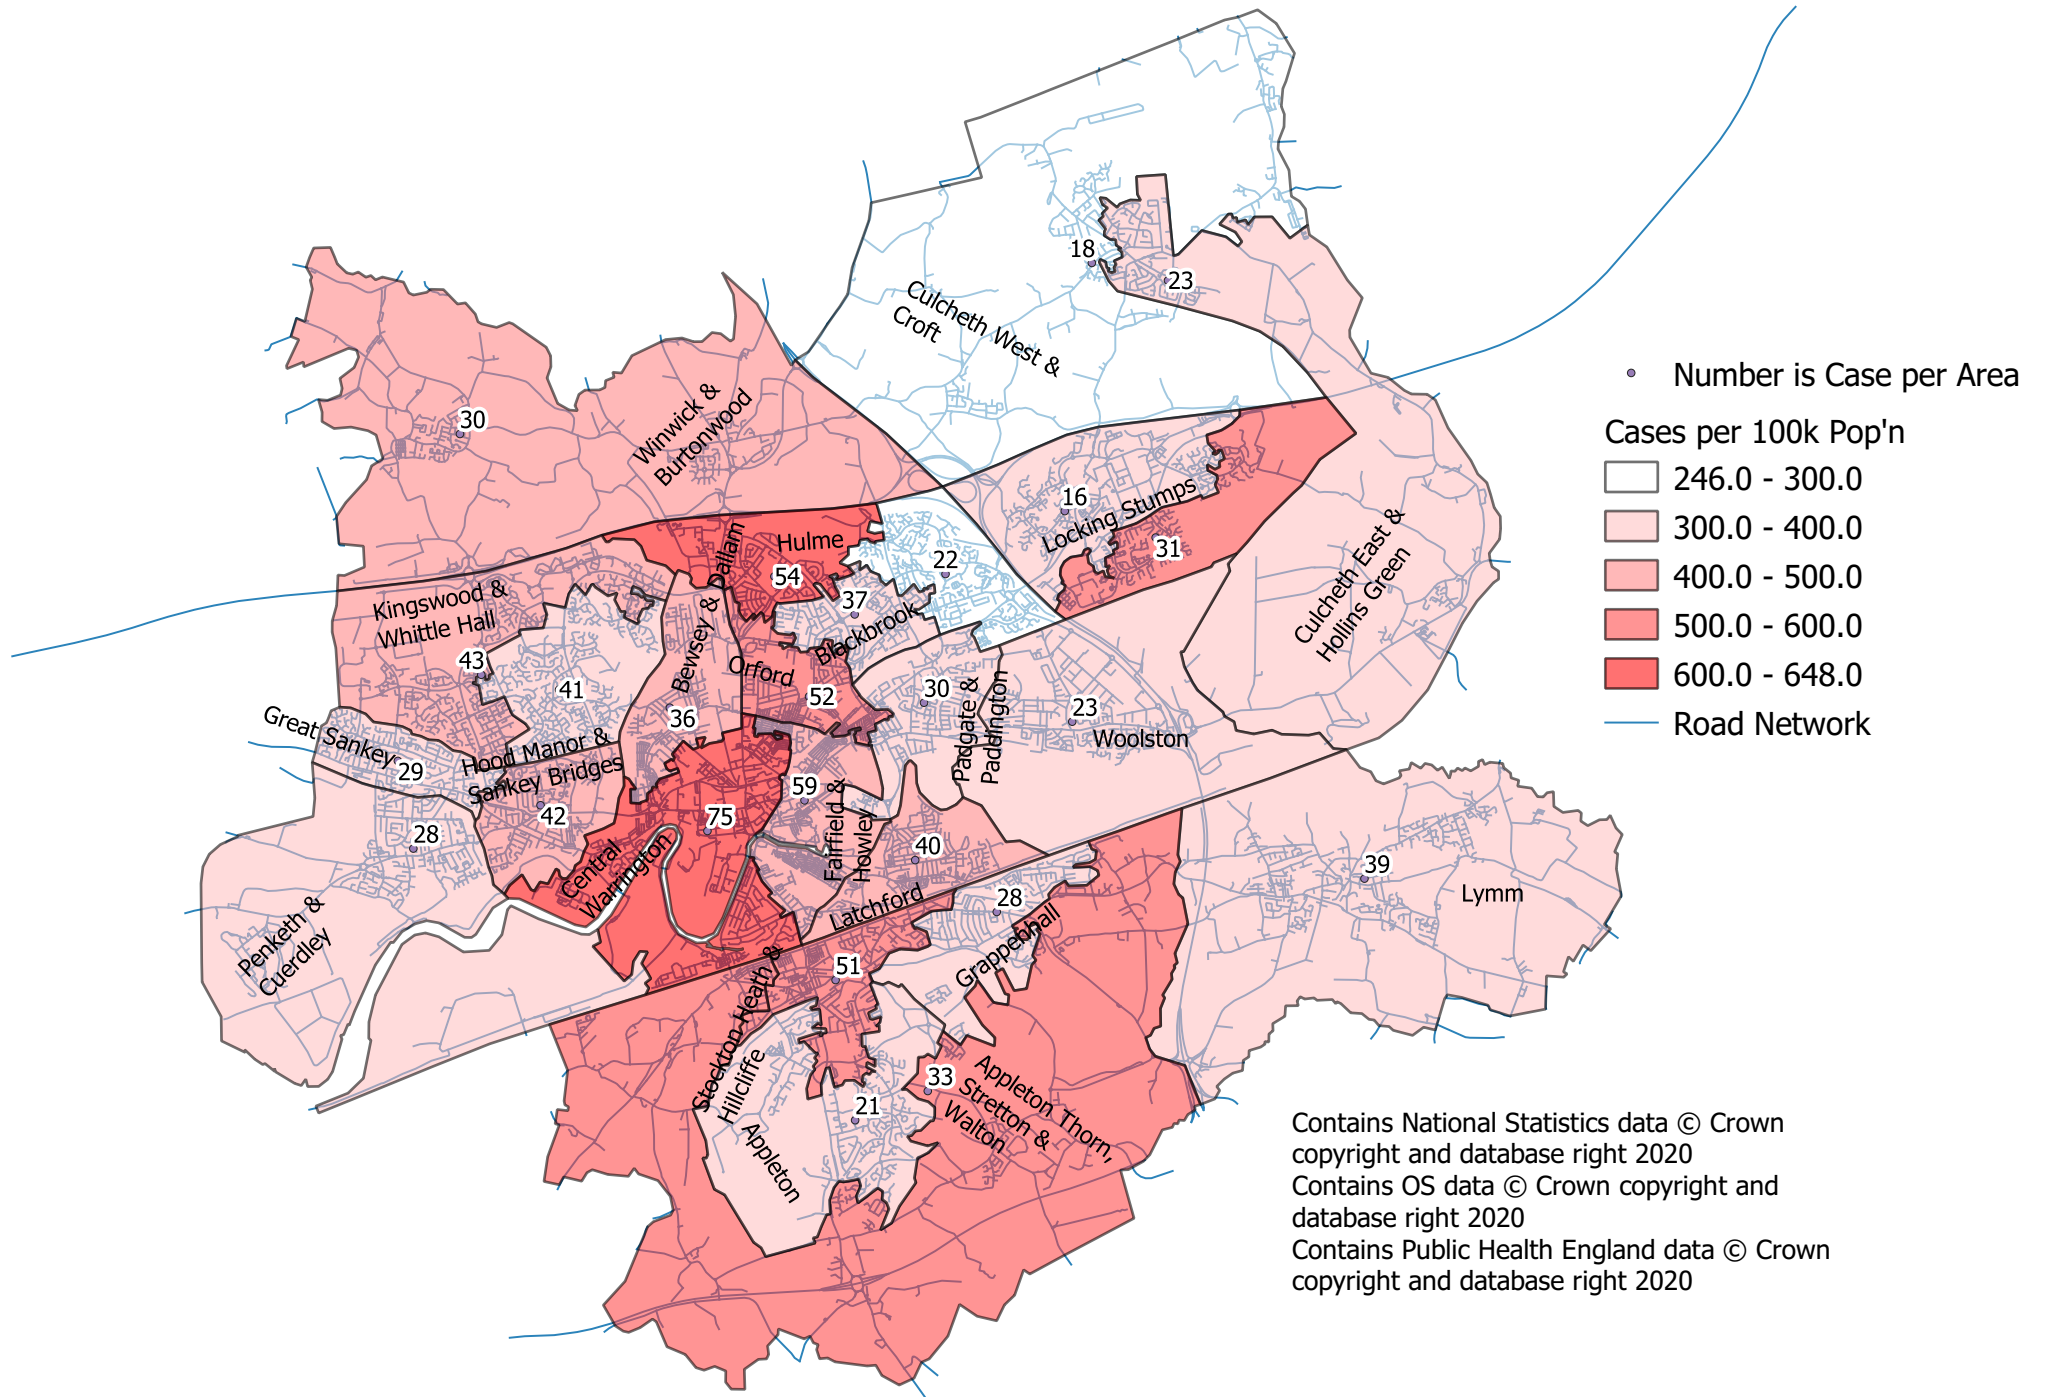 18
23
Culcheth West &
Croft
30
Winwick &
Burtonwood
Number is Case per Area
Cases per 100k Pop'n
246.0 - 300.0
300.0 - 400.0
400.0 - 500.0
500.0 - 600.0
600.0 - 648.0
Road Network
16
Locking Stumps
31
Hulme
54
22
37
Blackbrook
Kingswood &
Whittle Hall
43
41
Bewsey & Dallam
36
Orford
52
30
Padgate &
Paddington
23
Woolston
Culcheth East &
Hollins Green
Great Sankey
29
Hood Manor &
Sankey Bridges
42
28
Penketh &
Cuerdley
75
Central
Warrington
59
Fairfield &
Howley
40
Latchford
28
Grappenhall
39
Lymm
51
Stockton Heath &
Hillcliffe
21
Appleton
33
Appleton Thorn,
Stretton &
Walton
Contains National Statistics data © Crown
copyright and database right 2020
Contains OS data © Crown copyright and
database right 2020
Contains Public Health England data © Crown
copyright and database right 2020